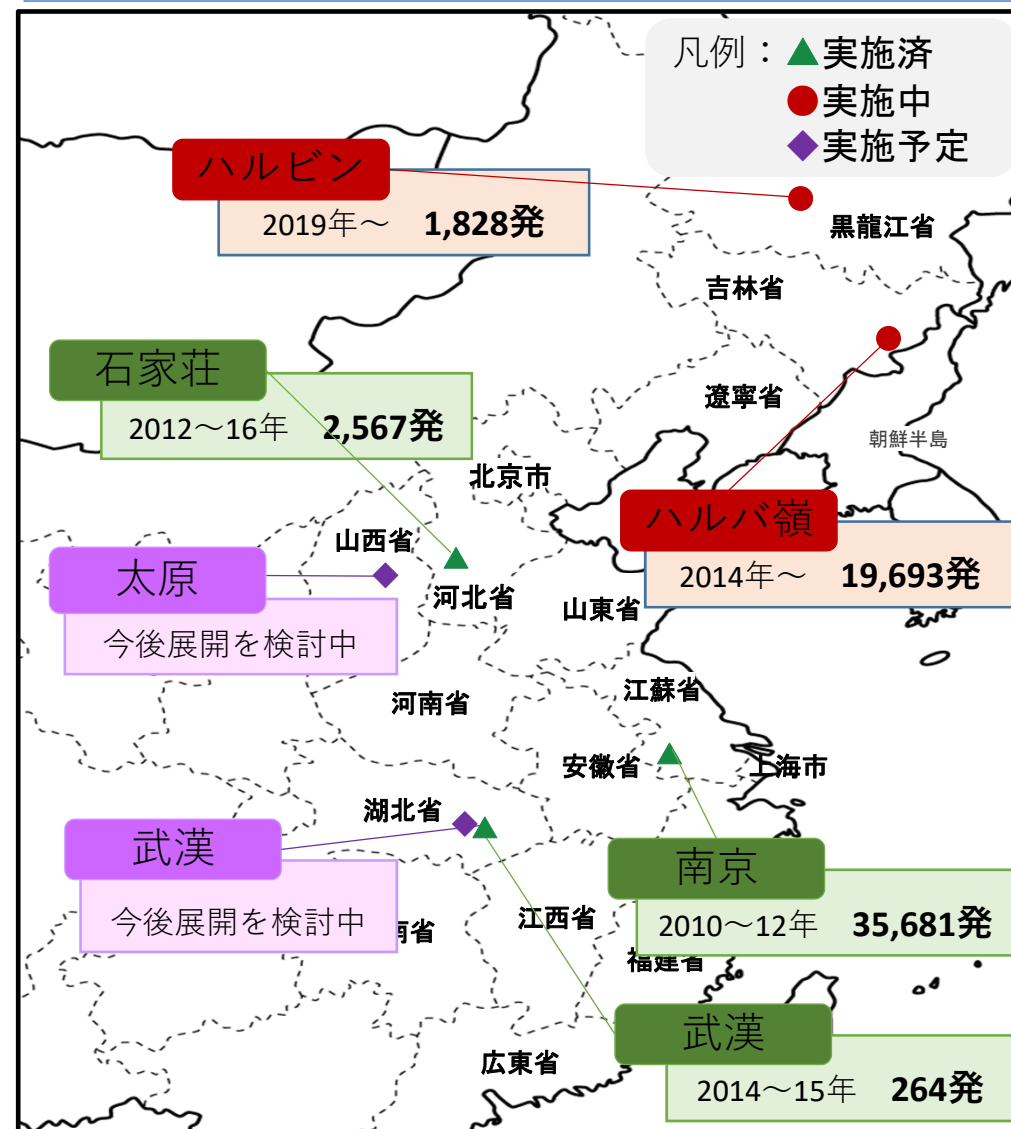 凡例：▲実施済
●実施中
◆実施予定
ハルビン
2019年～ 1,828発
黒龍江省
吉林省
石家荘
2012～16年 2,567発
遼寧省
朝鮮半島
北京市
ハルバ嶺
2014年～ 19,693発
山西省
太原
今後展開を検討中
河北省
山東省
河南省
江蘇省
安徽省
上海市
湖北省
武漢
今後展開を検討中
南省
江西省
南京
2010～12年 35,681発
福建省
武漢
2014～15年 264発
広東省